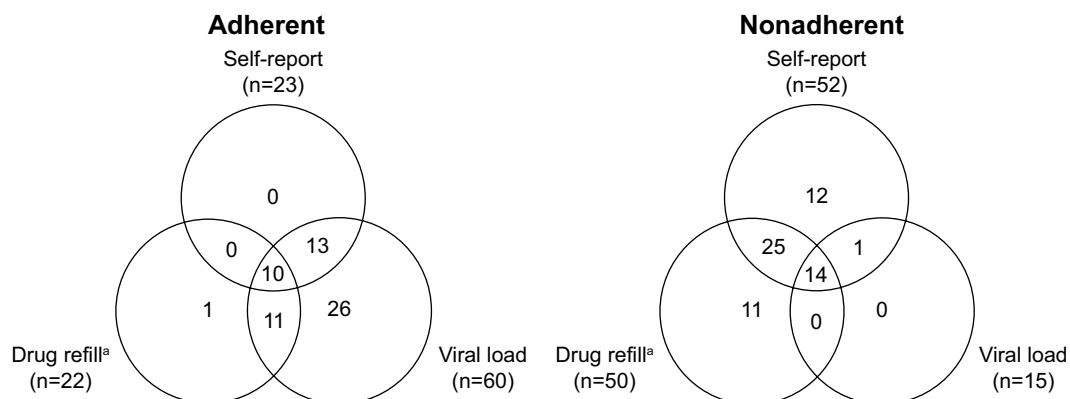 Adherent
Self-report
(n=23)
0
0
13
10
1
11
26
Drug refillᵃ
(n=22)
Viral load
(n=60)
Nonadherent
Self-report
(n=52)
12
25
1
14
11
0
0
Drug refillᵃ
(n=50)
Viral load
(n=15)